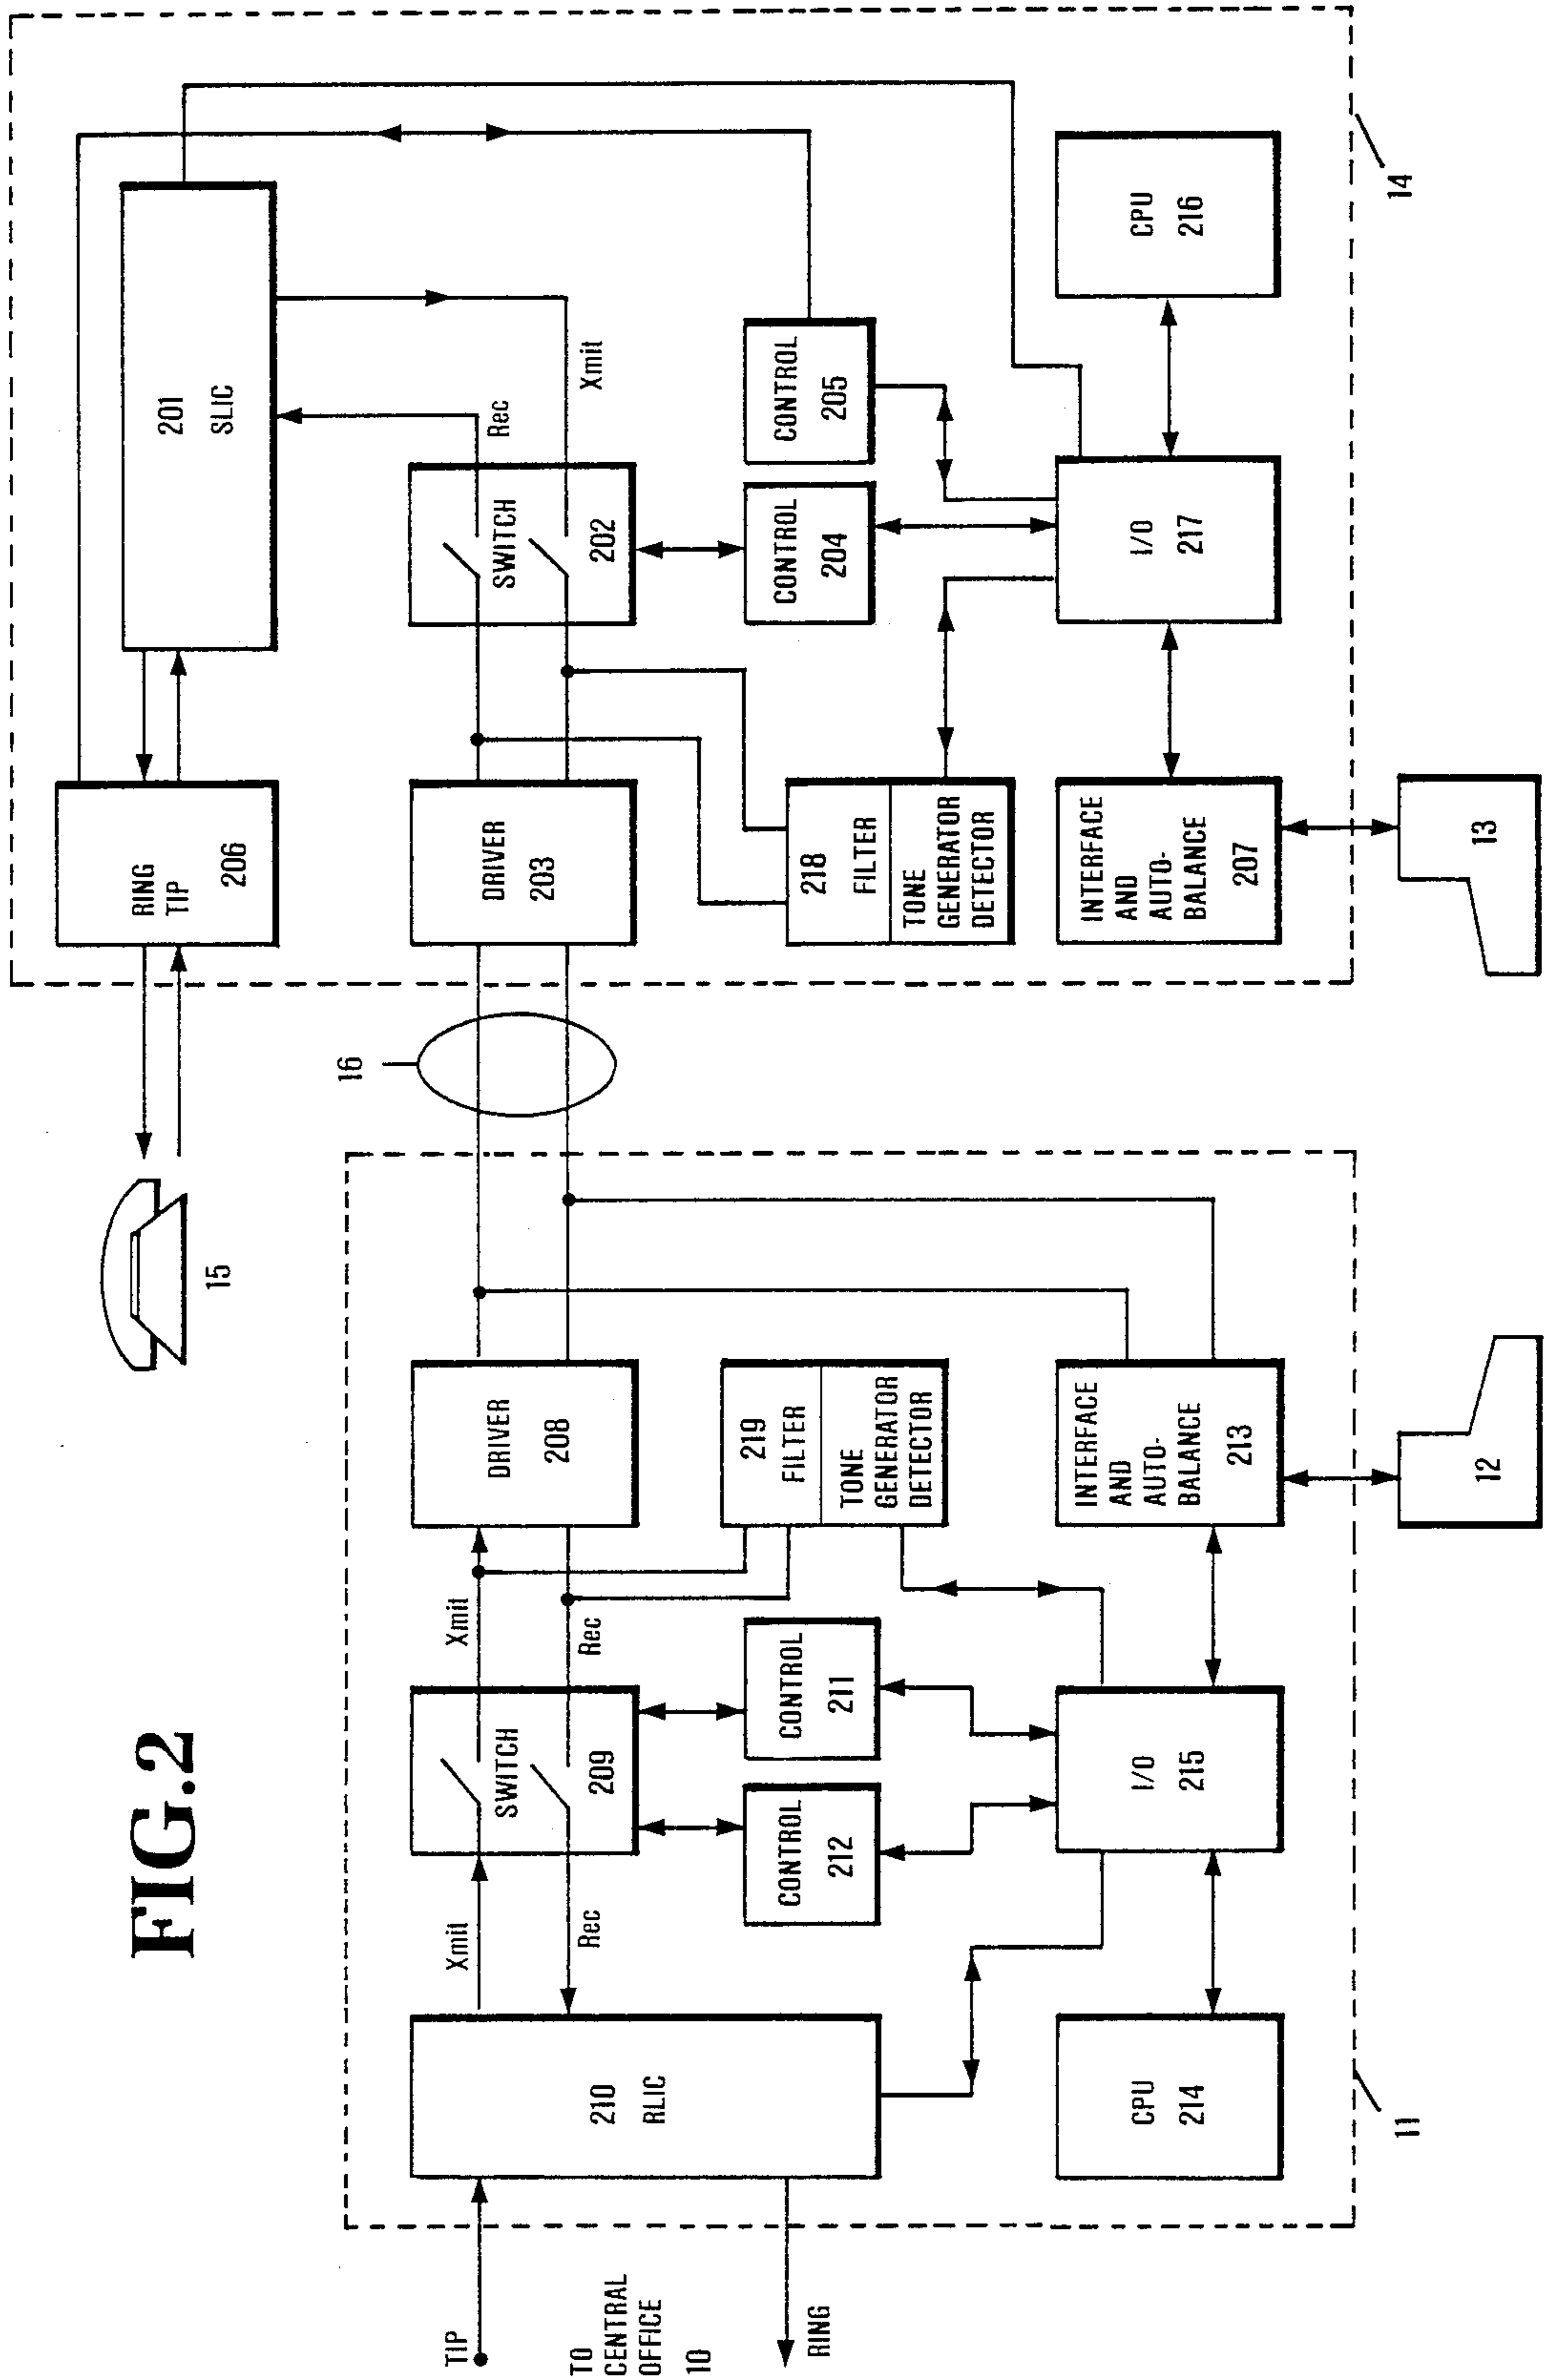 FIG.2
TIP
TO
CENTRAL
OFFICE
10
RING
210
RLIC
Xmit
Rec
SWITCH
209
Xmit
Rec
DRIVER
208
CONTROL
212
CONTROL
211
219
FILTER
TONE
GENERATOR
DETECTOR
CPU
214
I/O
215
INTERFACE
AND
AUTO-
BALANCE
213
11
12
15
16
RING
TIP
206
201
SLIC
DRIVER
203
SWITCH
202
Rec
Xmit
218
FILTER
TONE
GENERATOR
DETECTOR
CONTROL
204
CONTROL
205
INTERFACE
AND
AUTO-
BALANCE
207
I/O
217
CPU
216
13
14